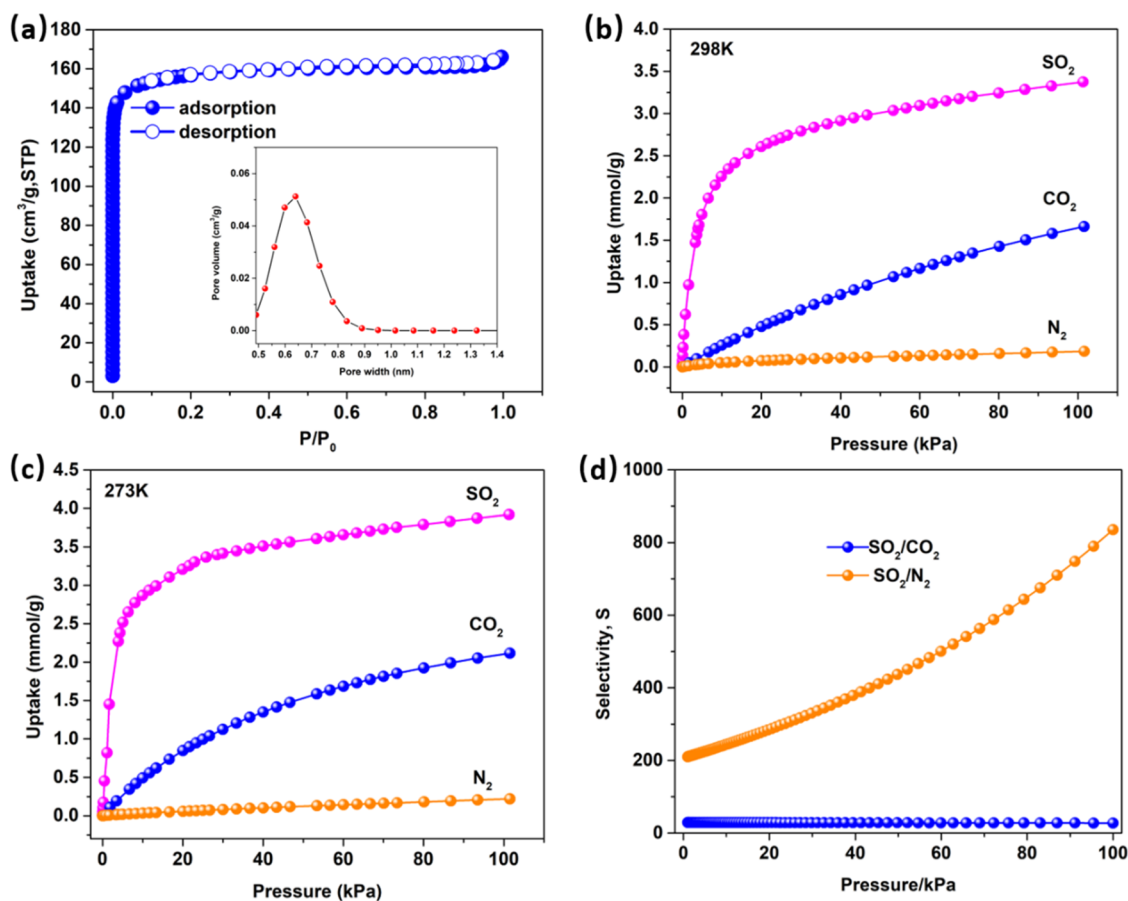 (a)
180
160
140
120
100
80
60
40
20
0
Uptake (cm³/g,STP)
adsorption
desorption
0.06
0.04
0.02
0.00
Pore volume (cm³/g)
0.5 0.6 0.7 0.8 0.9 1.0 1.1 1.2 1.3 1.4
Pore width (nm)
0.0 0.2 0.4 0.6 0.8 1.0
P/P₀
(b)
298K
4.0
3.5
3.0
2.5
2.0
1.5
1.0
0.5
0.0
Uptake (mmol/g)
SO₂
CO₂
N₂
0 20 40 60 80 100
Pressure (kPa)
(c)
273K
4.5
4.0
3.5
3.0
2.5
2.0
1.5
1.0
0.5
0.0
Uptake (mmol/g)
SO₂
CO₂
N₂
0 20 40 60 80 100
Pressure (kPa)
(d)
1000
800
600
400
200
0
Selectivity, S
SO₂/CO₂
SO₂/N₂
0 20 40 60 80 100
Pressure/kPa